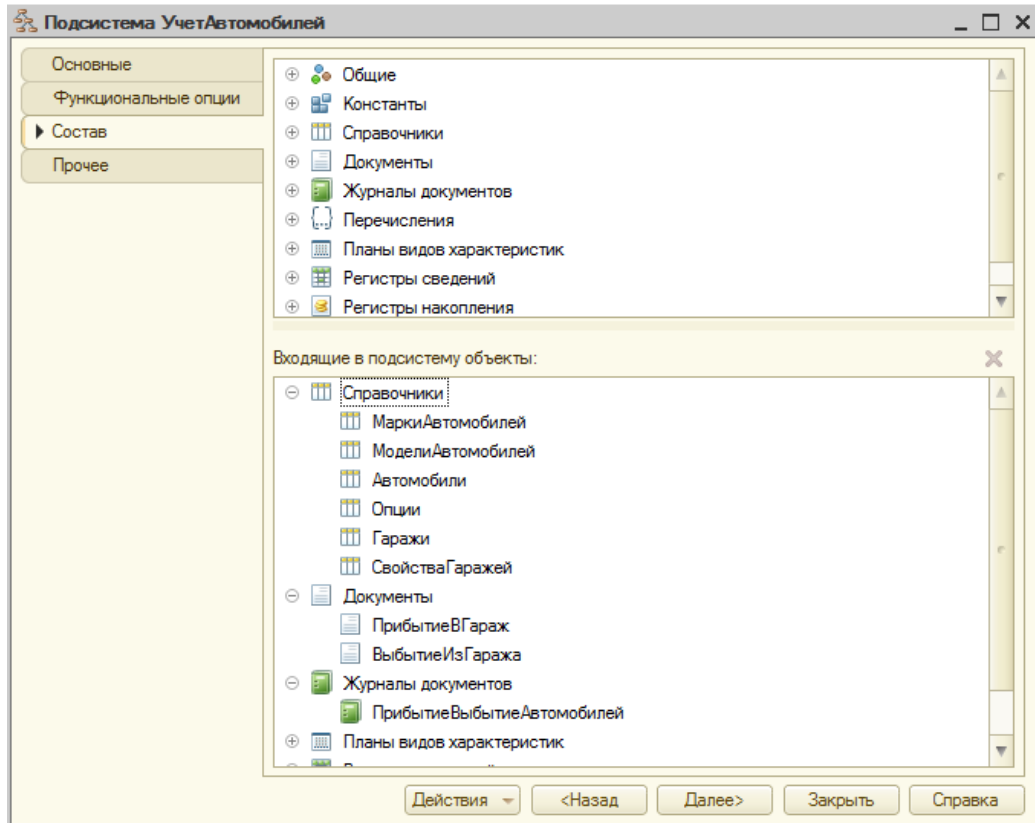 Подсистема УчетАвтомобилей
Основные
Функциональные опции
Состав
Прочее
Общие
Константы
Справочники
Документы
Журналы документов
Перечисления
Планы видов характеристик
Регистры сведений
Регистры накопления
Входящие в подсистему объекты:
Справочники
МаркиАвтомобилей
МоделиАвтомобилей
Автомобили
Опции
Гаражи
СвойстваГаражей
Документы
ПрибытиеВГараж
ВыбытиеИзГаража
Журналы документов
ПрибытиеВыбытиеАвтомобилей
Планы видов характеристик
Действия <Назад Далее> Закрыть Справка